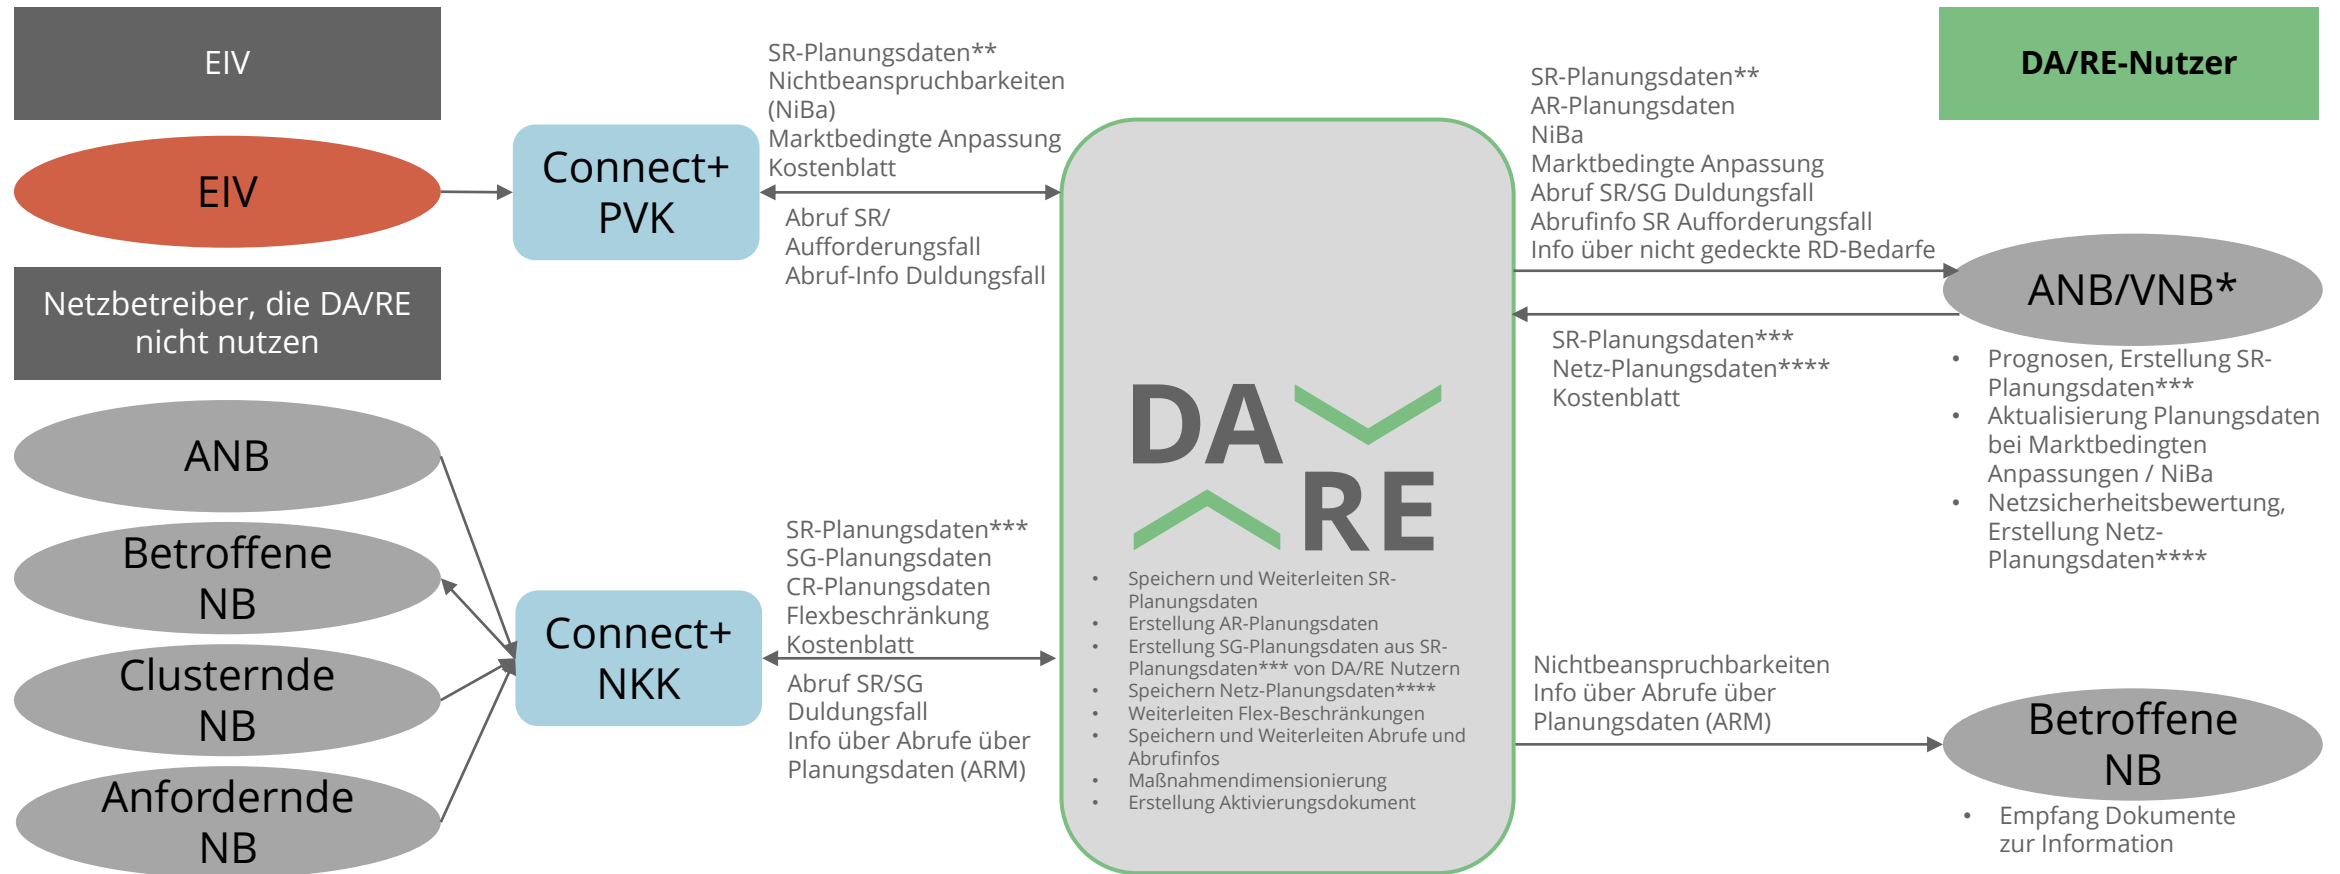 EIV
EIV
Netzbetreiber, die DA/RE
nicht nutzen
ANB
Betroffene
NB
Clusternde
NB
Anfordernde
NB
Connect+
PVK
Connect+
NKK
SR-Planungsdaten**
Nichtbeanspruchbarkeiten
(NiBa)
Marktbedingte Anpassung
Kostenblatt
Abruf SR/
Aufforderungsfall
Abruf-Info Duldungsfall
SR-Planungsdaten***
SG-Planungsdaten
CR-Planungsdaten
Flexbeschränkung
Kostenblatt
Abruf SR/SG
Duldungsfall
Info über Abrufe über
Planungsdaten (ARM)
DA
RE
• Speichern und Weiterleiten SR-
Planungsdaten
• Erstellung AR-Planungsdaten
• Erstellung SG-Planungsdaten aus SR-
Planungsdaten*** von DA/RE Nutzern
• Speichern Netz-Planungsdaten****
• Weiterleiten Flex-Beschränkungen
• Speichern und Weiterleiten Abrufe und
Abrufinfos
• Maßnahmendimensionierung
• Erstellung Aktivierungsdokument
SR-Planungsdaten**
AR-Planungsdaten
NiBa
Marktbedingte Anpassung
Abruf SR/SG Duldungsfall
Abrufinfo SR Aufforderungsfall
Info über nicht gedeckte RD-Bedarfe
SR-Planungsdaten***
Netz-Planungsdaten****
Kostenblatt
Nichtbeanspruchbarkeiten
Info über Abrufe über
Planungsdaten (ARM)
DA/RE-Nutzer
ANB/VNB*
• Prognosen, Erstellung SR-
Planungsdaten***
• Aktualisierung Planungsdaten
bei Marktbedingten
Anpassungen / NiBa
• Netzsicherheitsbewertung,
Erstellung Netz-
Planungsdaten****
Betroffene
NB
• Empfang Dokumente
zur Information